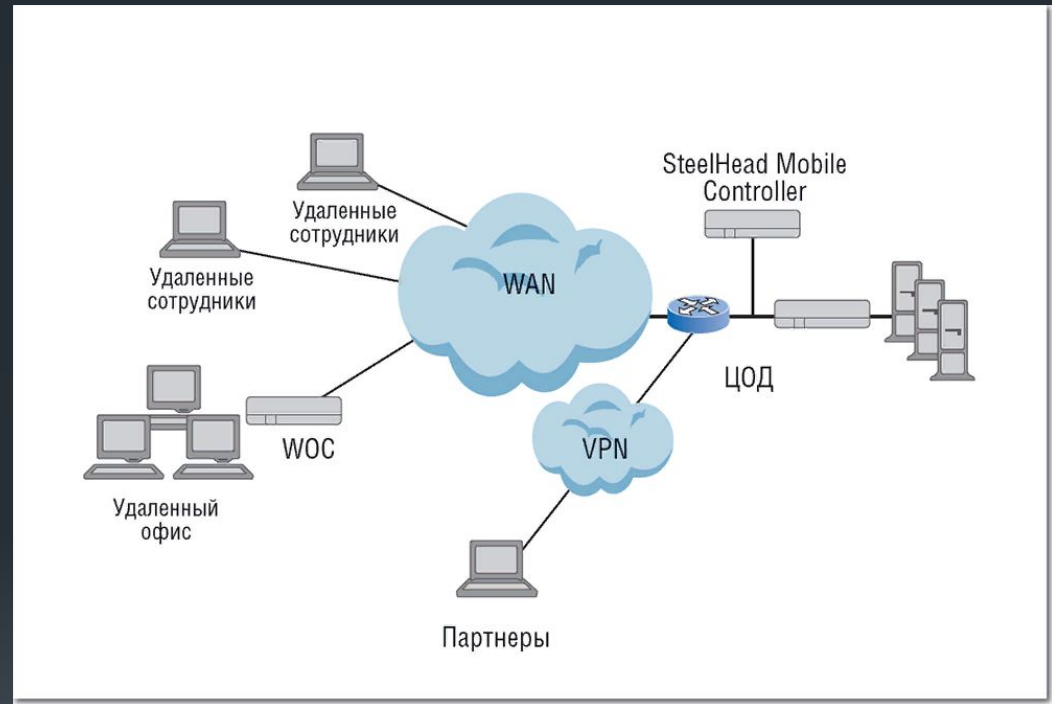 SteelHead Mobile
Controller
Удаленные
сотрудники
WAN
Удаленные
сотрудники
ЦОД
WOC
VPN
Удаленный
офис
Партнеры